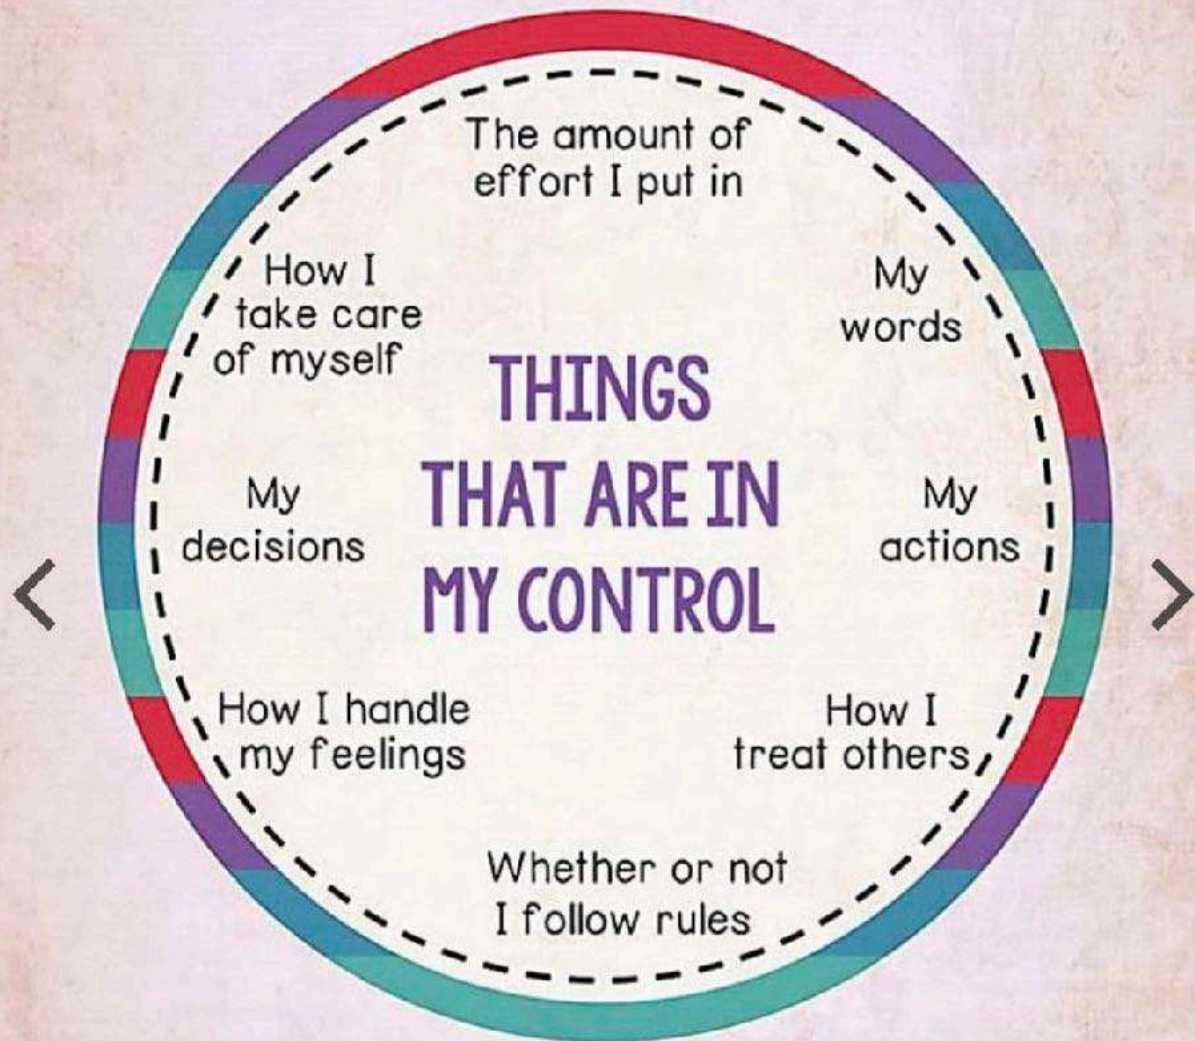 The amount of
effort I put in
My
words
My
actions
How I
treat others
Whether or not
I follow rules
How I handle
my feelings
My
decisions
How I
take care
of myself
THINGS
THAT ARE IN
MY CONTROL